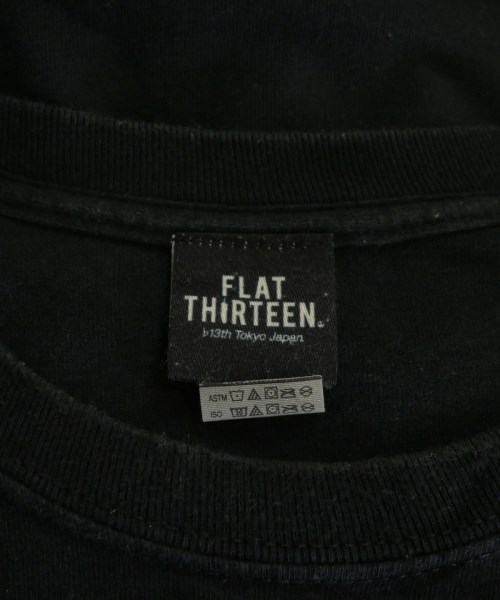 FLAT
THIRTEEN.
♭13th Tokyo Japan.
ASTM
ISO